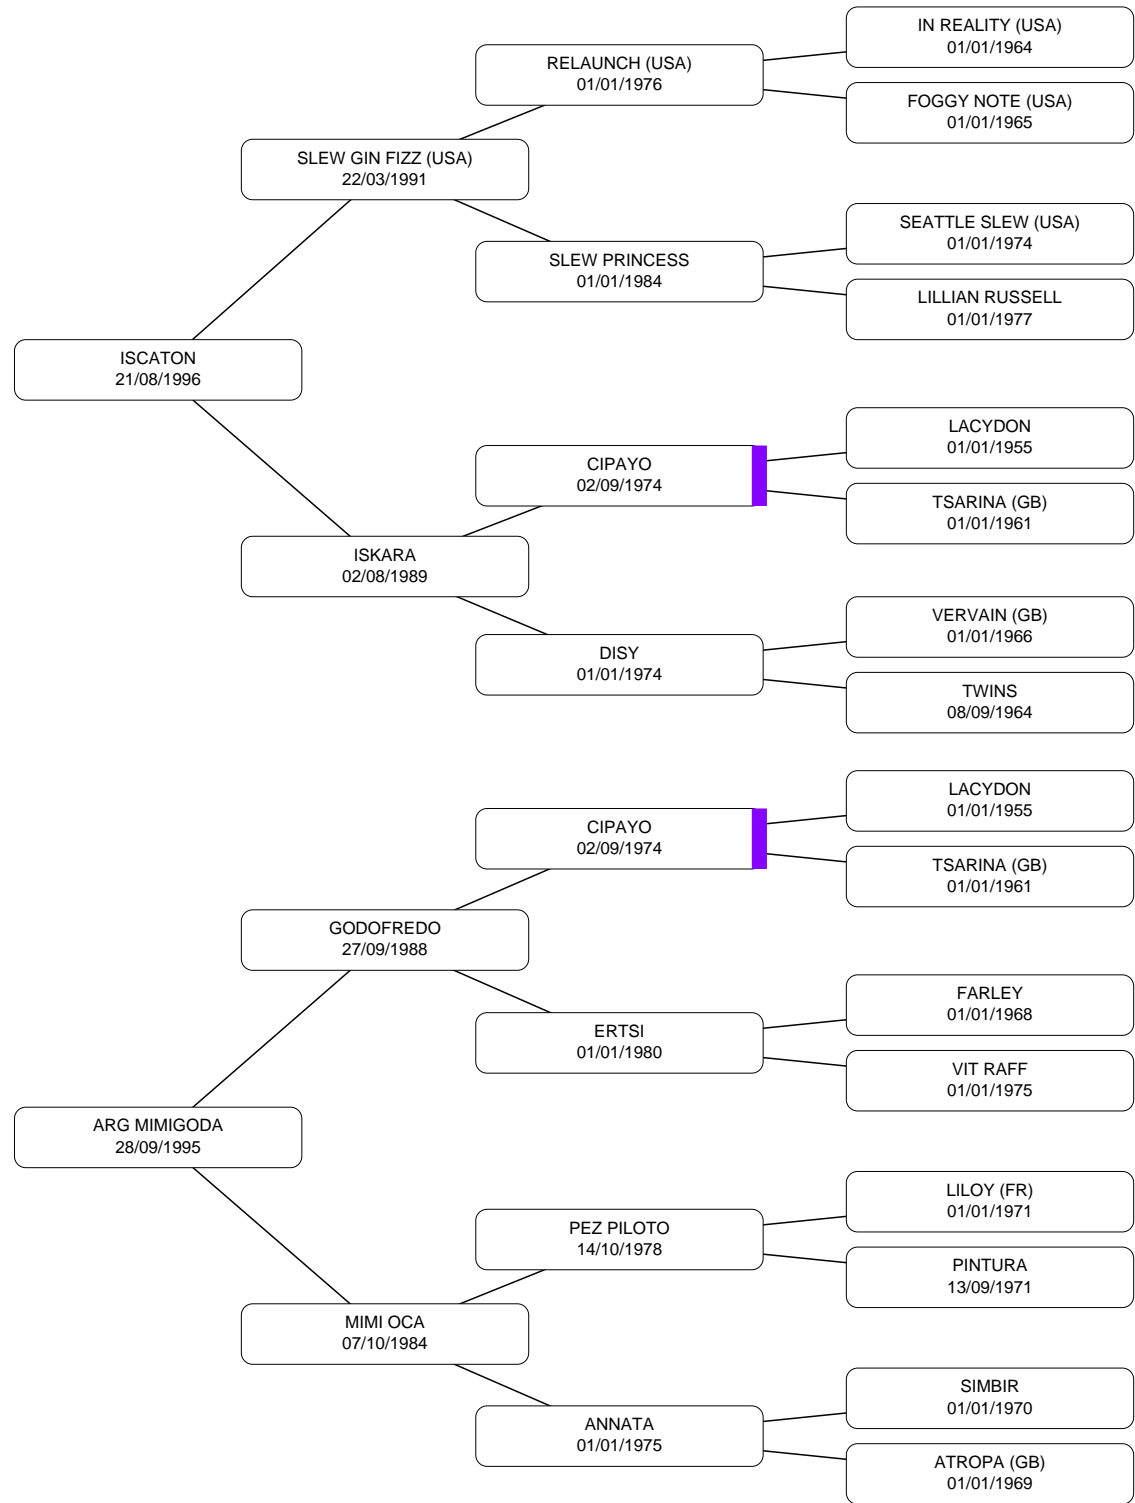 IN REALITY (USA)
01/01/1964
RELAUNCH (USA)
01/01/1976
FOGGY NOTE (USA)
01/01/1965
SLEW GIN FIZZ (USA)
22/03/1991
SEATTLE SLEW (USA)
01/01/1974
SLEW PRINCESS
01/01/1984
LILLIAN RUSSELL
01/01/1977
ISCATON
21/08/1996
LACYDON
01/01/1955
CIPAYO
02/09/1974
TSARINA (GB)
01/01/1961
ISKARA
02/08/1989
VERVAIN (GB)
01/01/1966
DISY
01/01/1974
TWINS
08/09/1964
LACYDON
01/01/1955
CIPAYO
02/09/1974
TSARINA (GB)
01/01/1961
GODOFREDO
27/09/1988
FARLEY
01/01/1968
ERTSI
01/01/1980
VIT RAFF
01/01/1975
ARG MIMIGODA
28/09/1995
LILOY (FR)
01/01/1971
PEZ PILOTO
14/10/1978
PINTURA
13/09/1971
MIMI OCA
07/10/1984
SIMBIR
01/01/1970
ANNATA
01/01/1975
ATROPA (GB)
01/01/1969